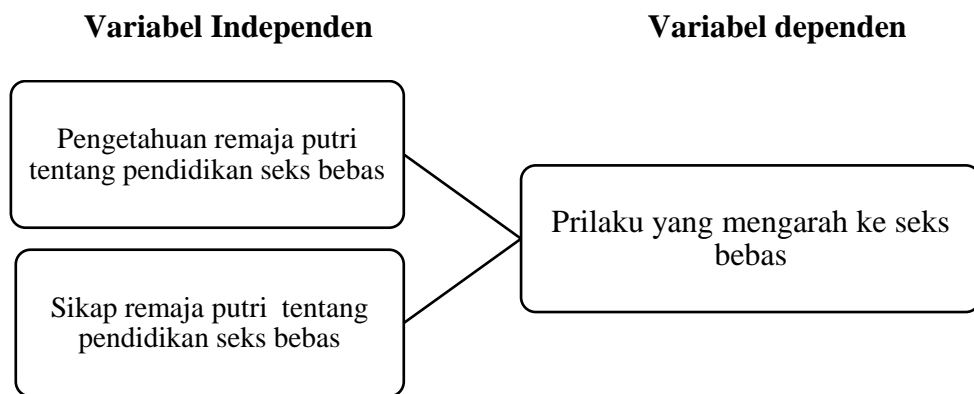 Variabel Independen
Variabel dependen
Pengetahuan remaja putri
tentang pendidikan seks bebas
Sikap remaja putri tentang
pendidikan seks bebas
Prilaku yang mengarah ke seks
bebas